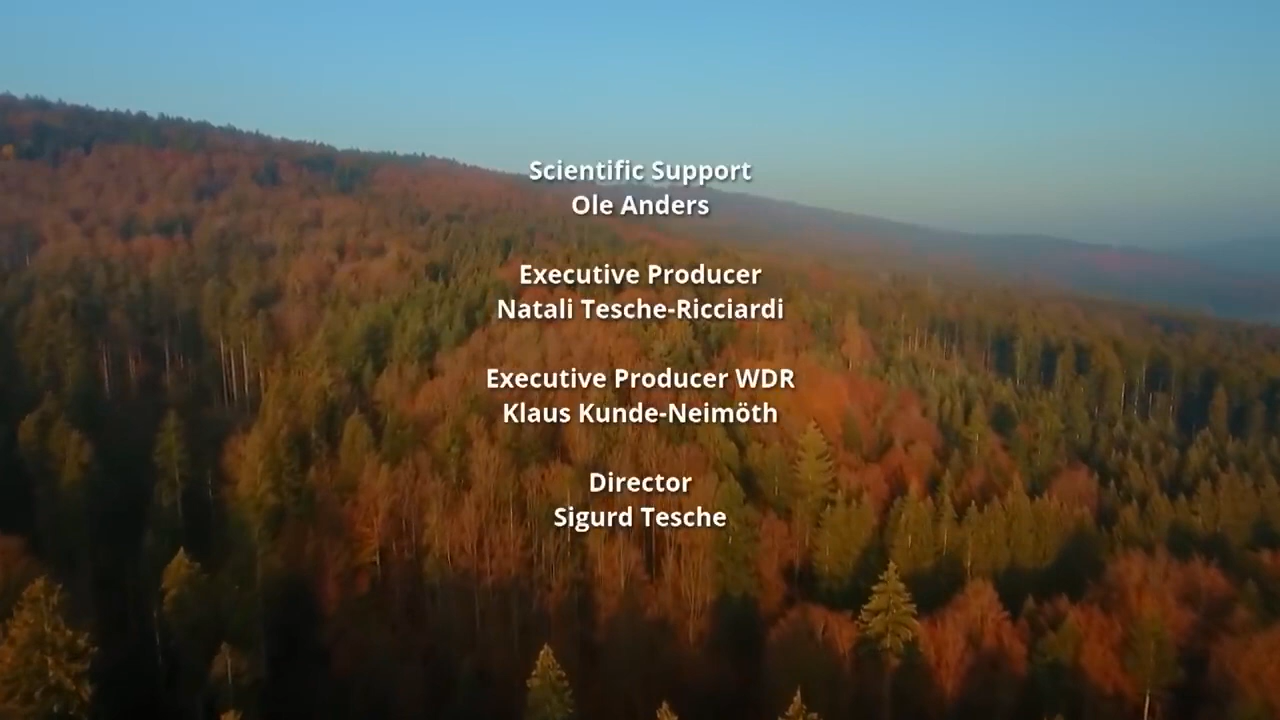 Scientific Support
Ole Anders
Executive Producer
Natali Tesche-Ricciardi
Executive Producer WDR
Klaus Kunde-Neimöth
Director
Sigurd Tesche